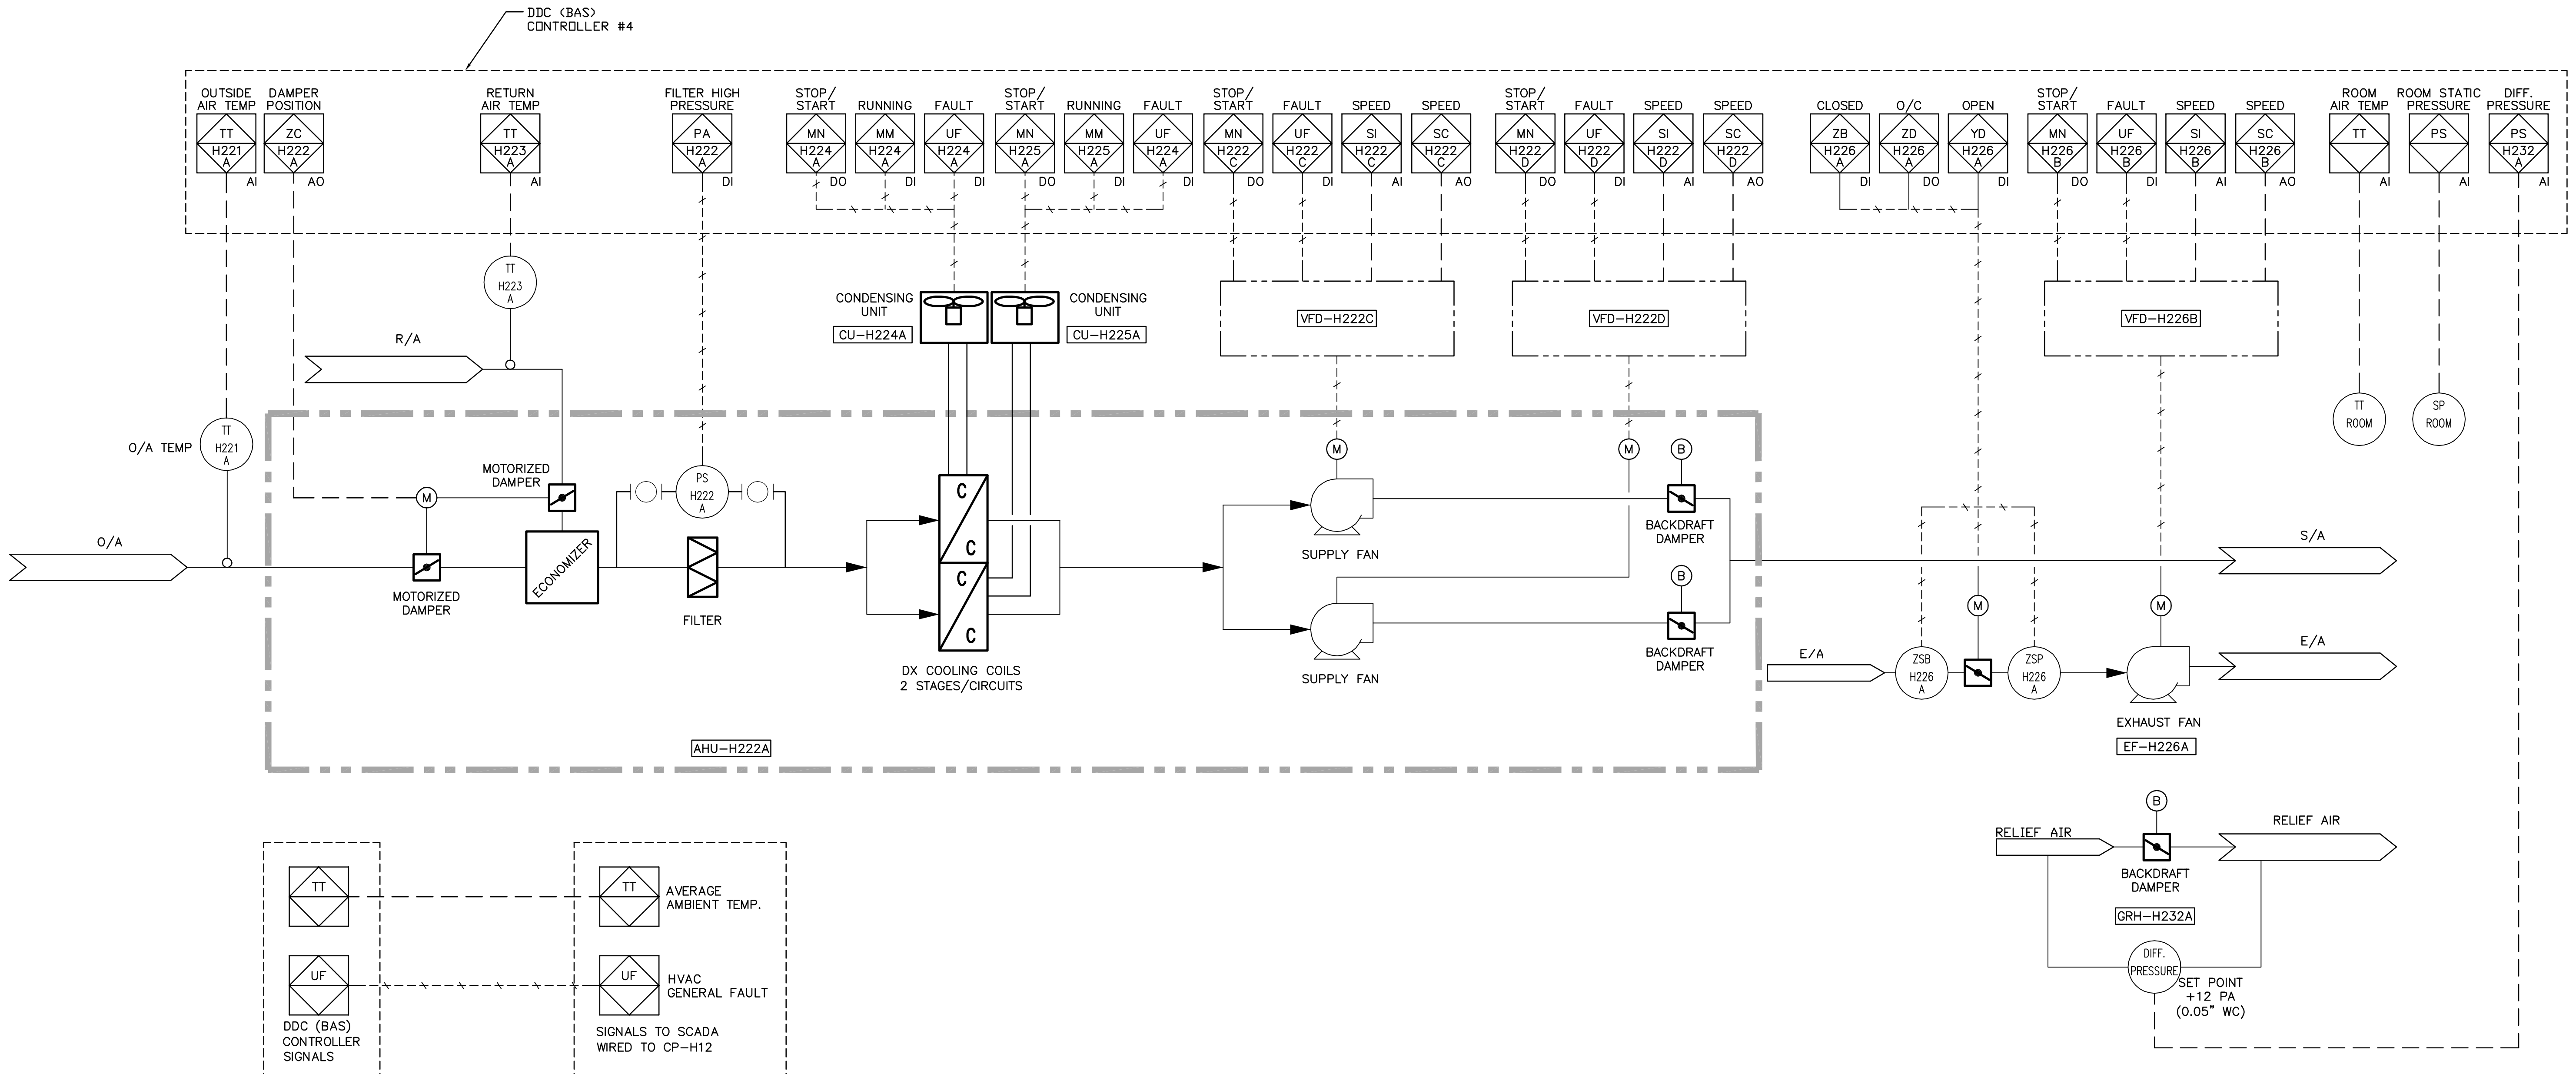 DDC (BAS)
CONTROLLER #4
OUTSIDE
AIR TEMP
TT
H221
A
AI
DAMPER
POSITION
ZC
H222
A
AO
RETURN
AIR TEMP
TT
H223
A
AI
FILTER HIGH
PRESSURE
PA
H222
A
DI
STOP/
START
MN
H224
A
DO
RUNNING
MM
H224
A
DI
FAULT
UF
H224
A
DI
STOP/
START
MN
H225
A
DO
RUNNING
MM
H225
A
DI
FAULT
UF
H224
A
DI
STOP/
START
MN
H222
C
DO
FAULT
UF
H222
C
DI
SPEED
SI
H222
C
AI
SPEED
SC
H222
C
AO
STOP/
START
MN
H222
D
DO
FAULT
UF
H222
D
DI
SPEED
SI
H222
D
AI
SPEED
SC
H222
D
AO
CLOSED
ZB
H226
A
DI
O/C
ZD
H226
A
DO
OPEN
YD
H226
A
DI
STOP/
START
MN
H226
B
DO
FAULT
UF
H226
B
DI
SPEED
SI
H226
B
AI
SPEED
SC
H226
B
AO
ROOM
AIR TEMP
TT
AI
ROOM STATIC
PRESSURE
PS
AI
DIFF.
PRESSURE
PS
H232
A
AI
TT
H223
A
R/A
CONDENSING
UNIT
CU-H224A
CONDENSING
UNIT
CU-H225A
VFD-H222C
VFD-H222D
VFD-H226B
TT
ROOM
SP
ROOM
O/A TEMP
TT
H221
A
MOTORIZED
DAMPER
M
PS
H222
A
M
M
B
C
C
C
C
BACKDRAFT
DAMPER
SUPPLY FAN
O/A
ECONOMIZER
MOTORIZED
DAMPER
FILTER
S/A
B
M
M
SUPPLY FAN
BACKDRAFT
DAMPER
DX COOLING COILS
2 STAGES/CIRCUITS
E/A
ZSB
H226
A
ZSP
H226
A
E/A
EXHAUST FAN
EF-H226A
AHU-H222A
B
RELIEF AIR
RELIEF AIR
BACKDRAFT
DAMPER
GRH-H232A
DIFF.
PRESSURE
SET POINT
+12 PA
(0.05" WC)
TT
TT
AVERAGE
AMBIENT TEMP.
UF
UF
HVAC
GENERAL FAULT
DDC (BAS)
CONTROLLER
SIGNALS
SIGNALS TO SCADA
WIRED TO CP-H12